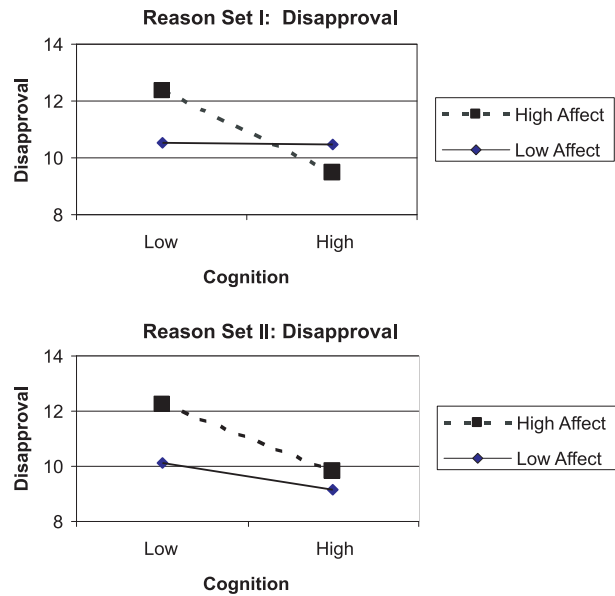 Reason Set I: Disapproval
14
12
10
8
Disapproval
Low
High
Cognition
High Affect
Low Affect
Reason Set II: Disapproval
14
12
10
8
Disapproval
Low
High
Cognition
High Affect
Low Affect